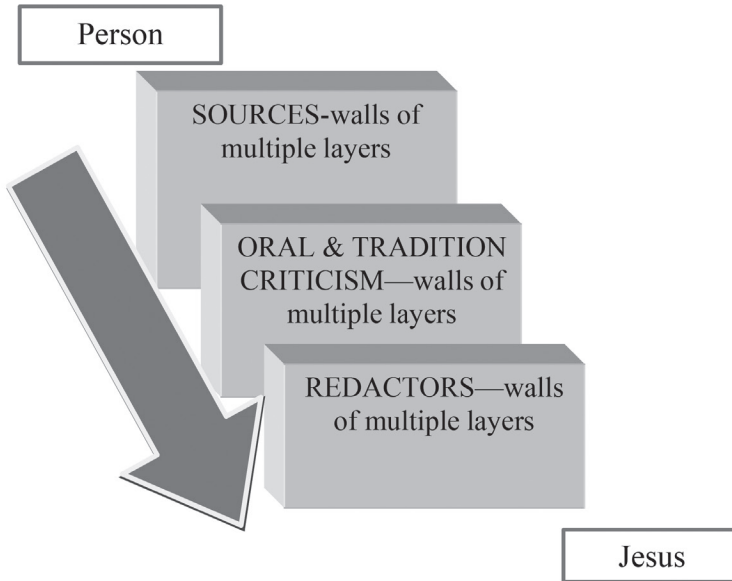 Person
SOURCES-walls of
multiple layers
ORAL & TRADITION
CRITICISM—walls of
multiple layers
REDACTORS—walls
of multiple layers
Jesus